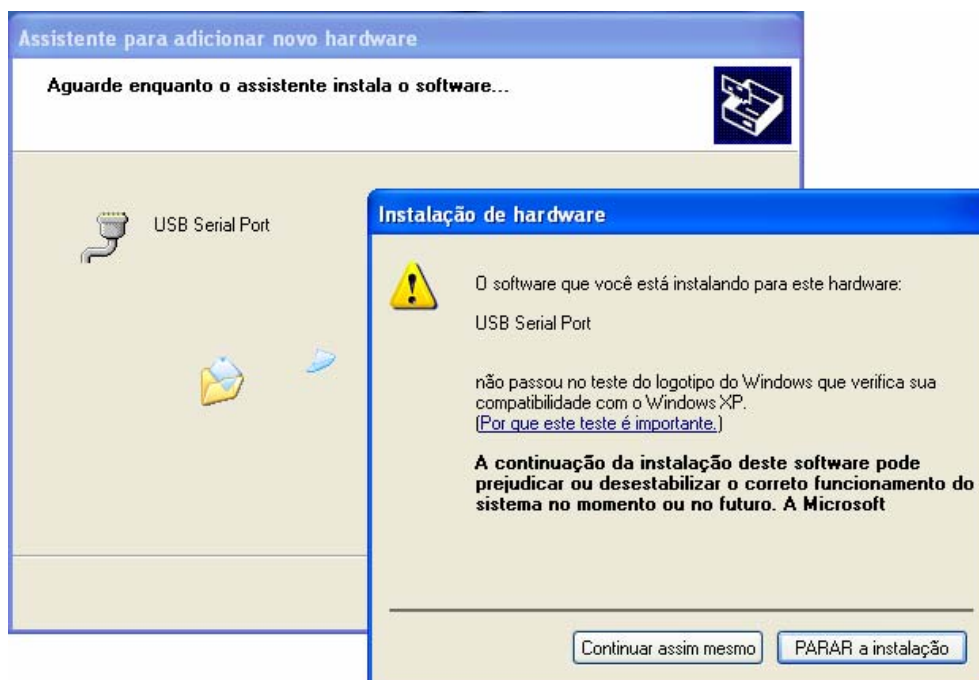 Assistente para adicionar novo hardware
Aguarde enquanto o assistente instala o software...
USB Serial Port
Instalação de hardware
O software que você está instalando para este hardware:
USB Serial Port
não passou no teste do logotipo do Windows que verifica sua
compatibilidade com o Windows XP.
(Por que este teste é importante.)
A continuação da instalação deste software pode
prejudicar ou desestabilizar o correto funcionamento do
sistema no momento ou no futuro. A Microsoft
Continuar assim mesmo
PARAR a instalação